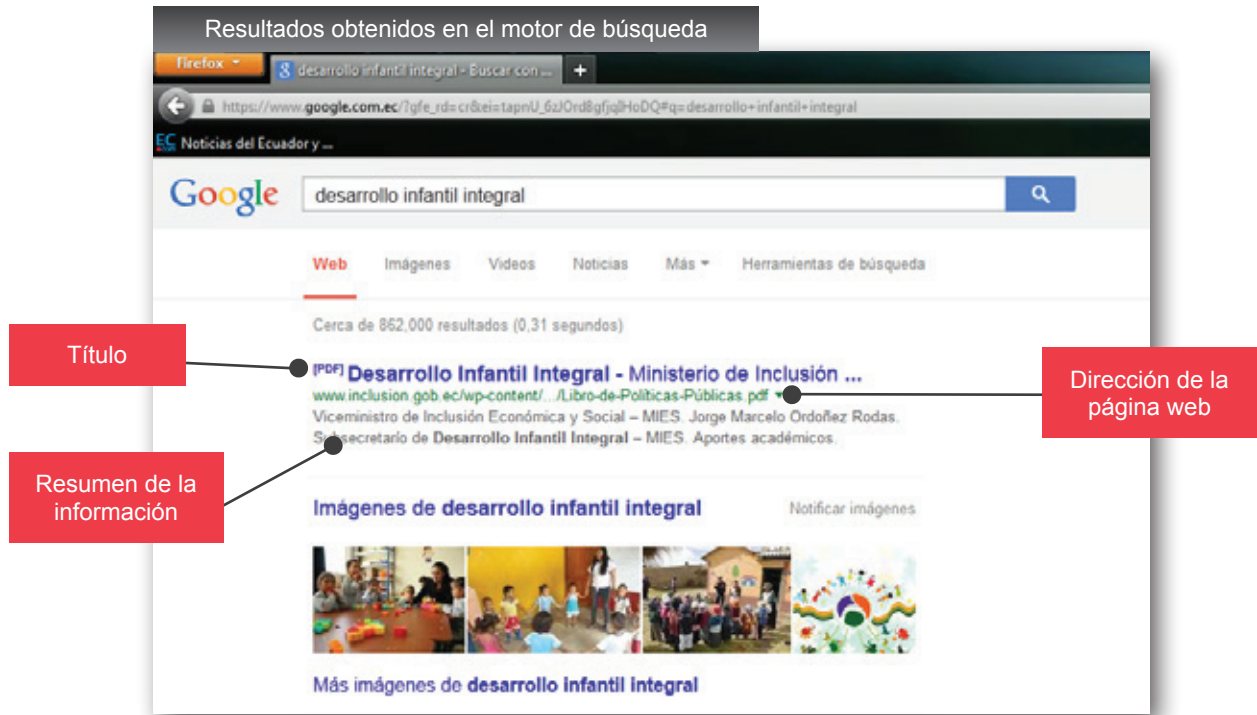 Resultados obtenidos en el motor de búsqueda
Firefox
desarrollo infantil integral - Buscar con ...
+
https://www.google.com.ec/?gfe_rd=cr&ei=
#q=desarrollo+infantil+integral
Noticias del Ecuador y ...
Google
desarrollo infantil integral
Web Imágenes Videos Noticias Más Herramientas de búsqueda
Cerca de 862,000 resultados (0,31 segundos)
Título
[PDF] Desarrollo Infantil Integral - Ministerio de Inclusión ...
www.inclusion.gob.ec/wp-content/.../Libro-de-Políticas-Públicas.pdf
Viceministro de Inclusión Económica y Social – MIES. Jorge Marcelo Ordoñez Rodas.
Subsecretario de Desarrollo Infantil Integral – MIES. Aportes académicos.
Dirección de la
página web
Resumen de la
información
Imágenes de desarrollo infantil integral Notificar imágenes
Más imágenes de desarrollo infantil integral